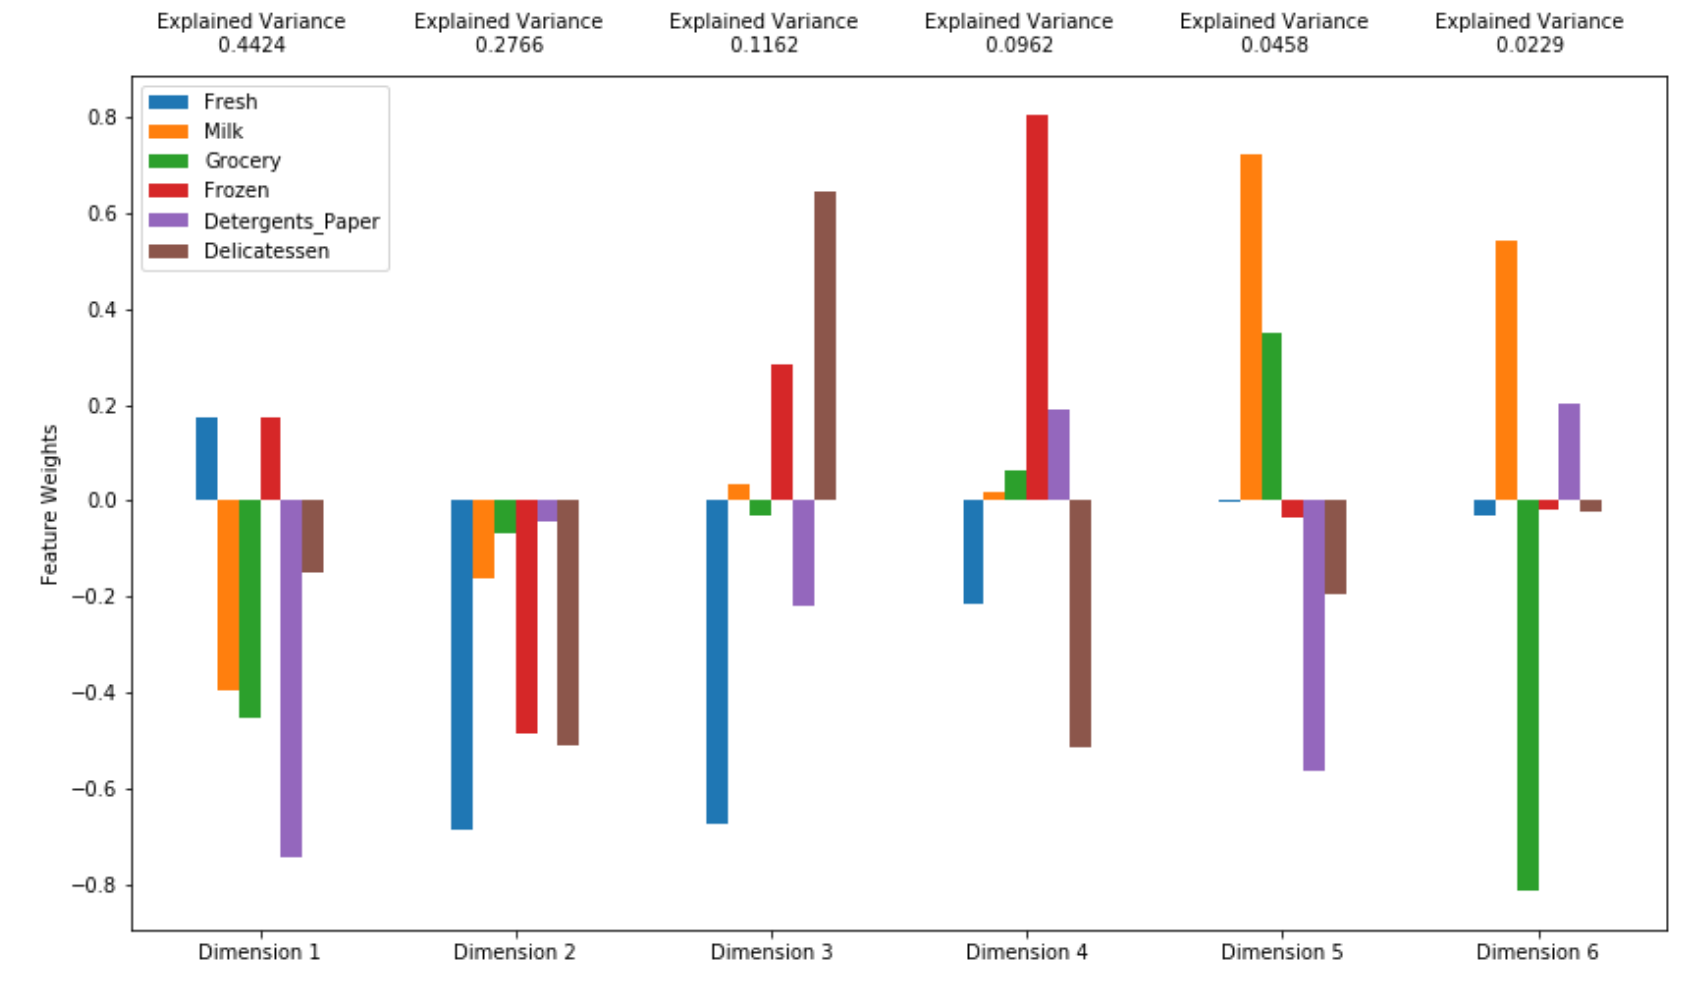 Explained Variance Explained Variance Explained Variance Explained Variance Explained Variance Explained Variance
0.4424 0.2766 0.1162 0.0962 0.0458 0.0229
Fresh
Milk
Grocery
Frozen
Detergents_Paper
Delicatessen
Feature Weights
0.8
0.6
0.4
0.2
0.0
−0.2
−0.4
−0.6
−0.8
Dimension 1 Dimension 2 Dimension 3 Dimension 4 Dimension 5 Dimension 6